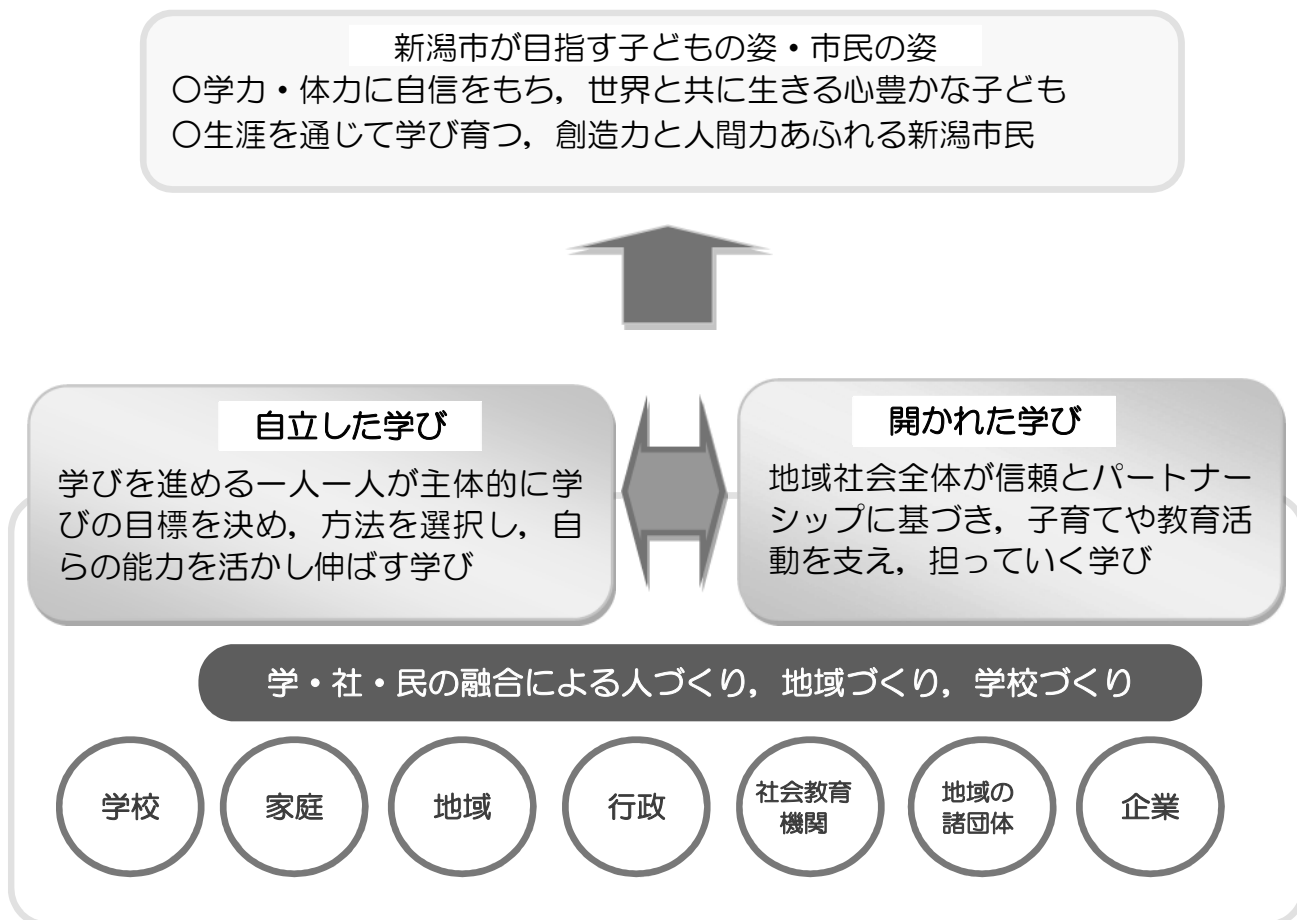 新潟市が目指す子どもの姿・市民の姿
○学力・体力に自信をもち，世界と共に生きる心豊かな子ども
○生涯を通じて学び育つ，創造力と人間力あふれる新潟市民
自立した学び
学びを進める一人一人が主体的に学
びの目標を決め，方法を選択し，自
らの能力を活かし伸ばす学び
開かれた学び
地域社会全体が信頼とパートナー
シップに基づき，子育てや教育活
動を支え，担っていく学び
学・社・民の融合による人づくり，地域づくり，学校づくり
学校
家庭
地域
行政
社会教育
機関
地域の
諸団体
企業